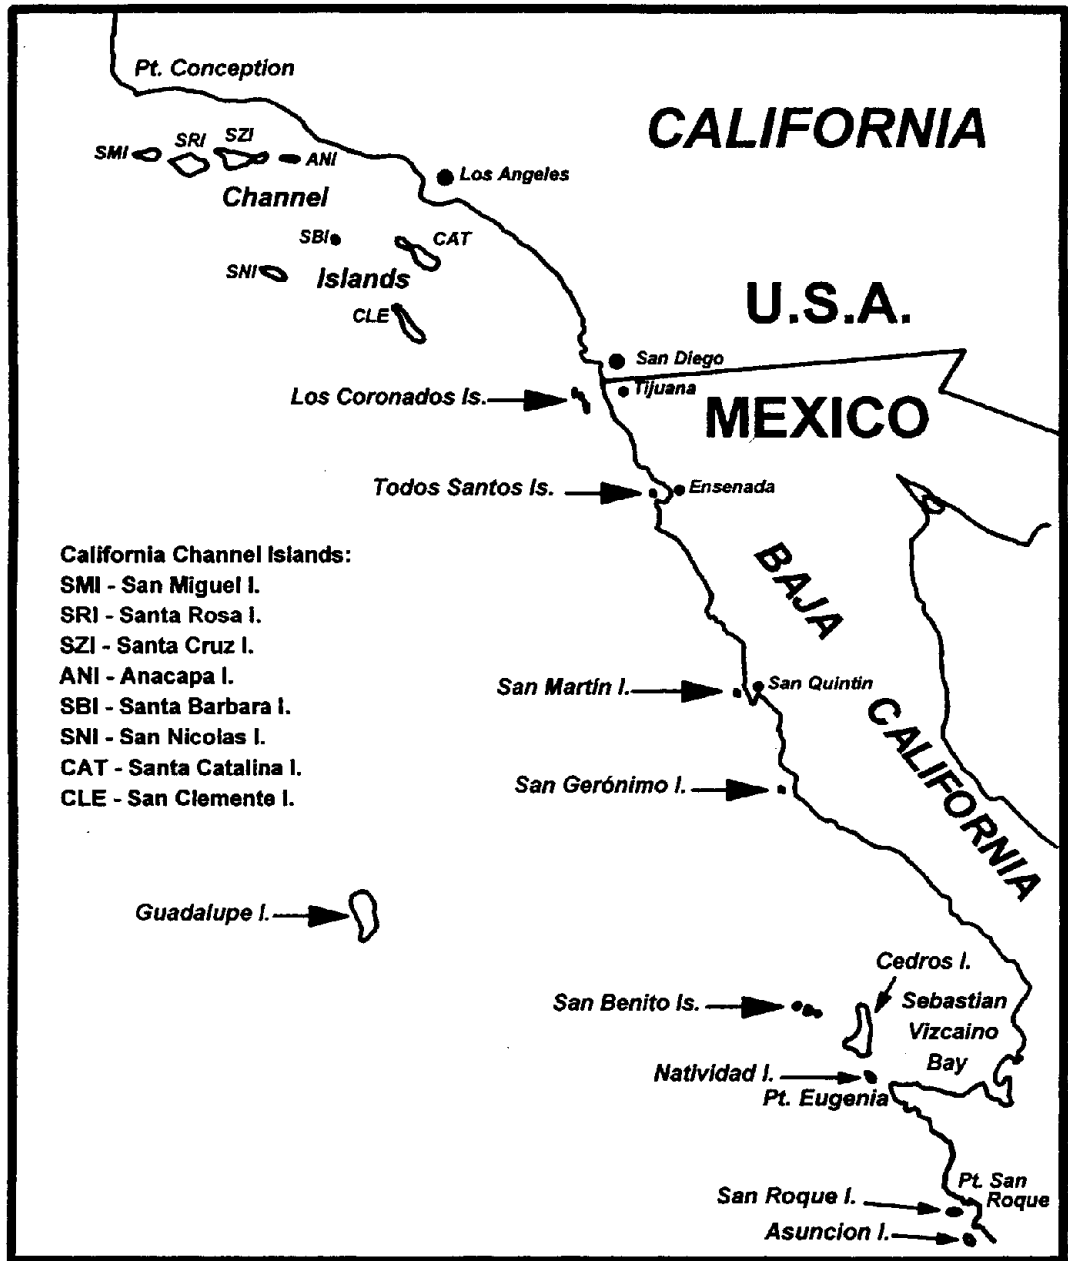 Pt. Conception
CALIFORNIA
SMI
SRI
SZI
ANI
Los Angeles
Channel
SBI
CAT
SNI
Islands
CLE
U.S.A.
San Diego
Tijuana
Los Coronados Is.
MEXICO
Todos Santos Is.
Ensenada
BAJA
CALIFORNIA
California Channel Islands:
SMI - San Miguel I.
SRI - Santa Rosa I.
SZI - Santa Cruz I.
ANI - Anacapa I.
SBI - Santa Barbara I.
SNI - San Nicolas I.
CAT - Santa Catalina I.
CLE - San Clemente I.
San Martín I.
San Quintin
San Gerónimo I.
Guadalupe I.
Cedros I.
San Benito Is.
Sebastian
Vizcaino
Bay
Natividad I.
Pt. Eugenia
Pt. San
Roque
San Roque I.
Asuncion I.